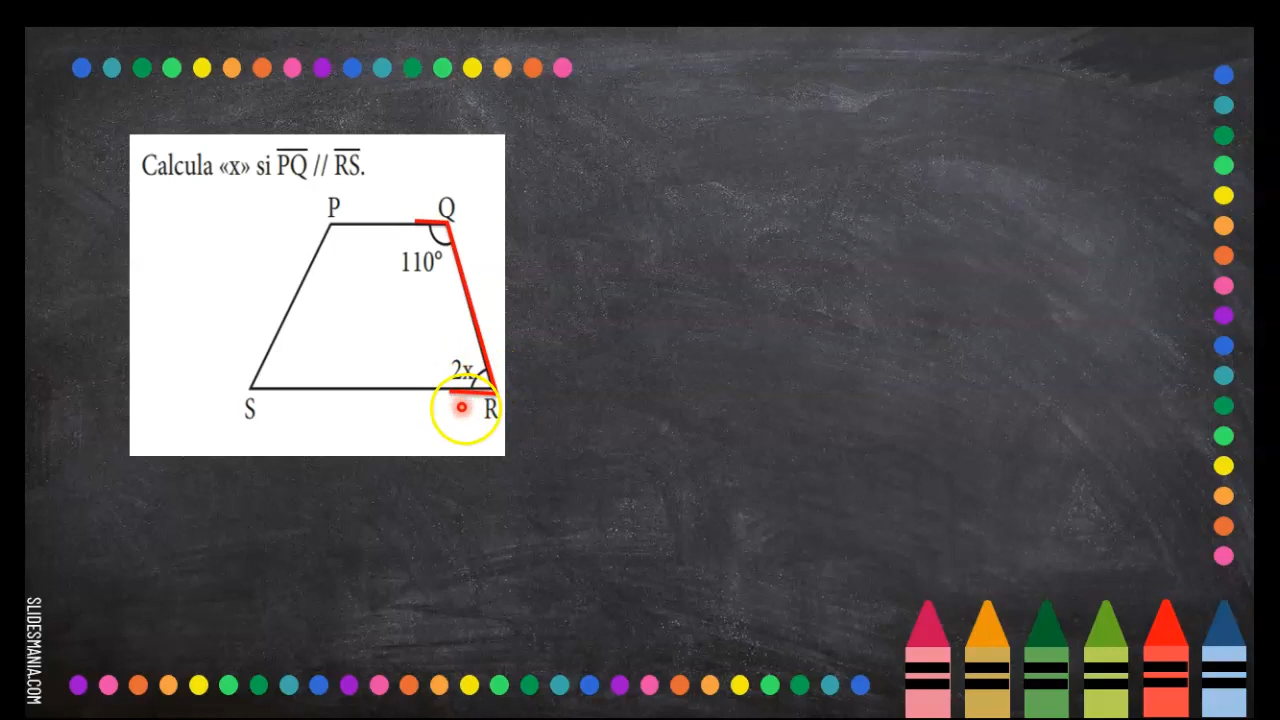 Calcula «x» si PQ // RS.
P
Q
110°
2x
S
R
SLIDESMANIA.COM